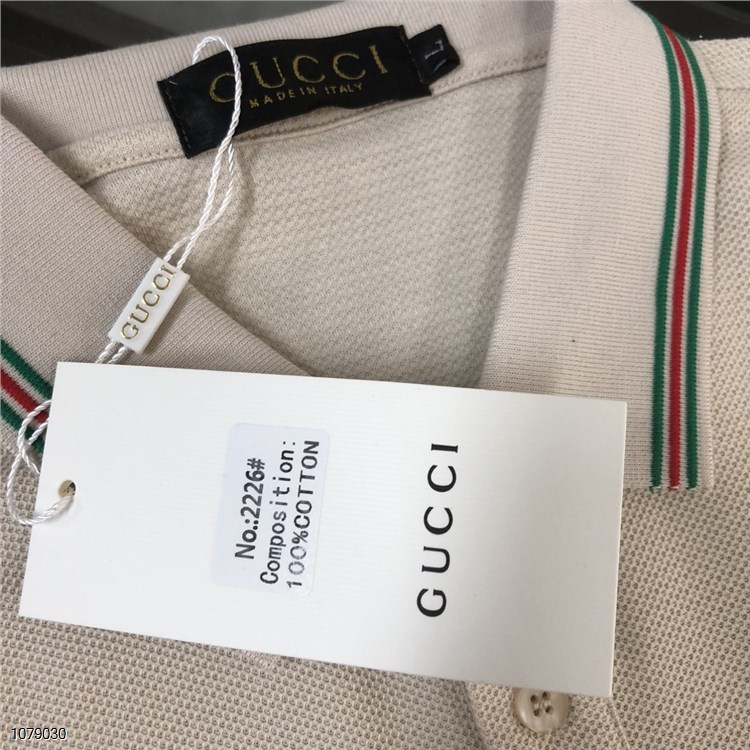 GUCCI
MADE IN ITALY
L
GUCCI
No.:2226#
Composition:
100%COTTON
GUCCI
1079030